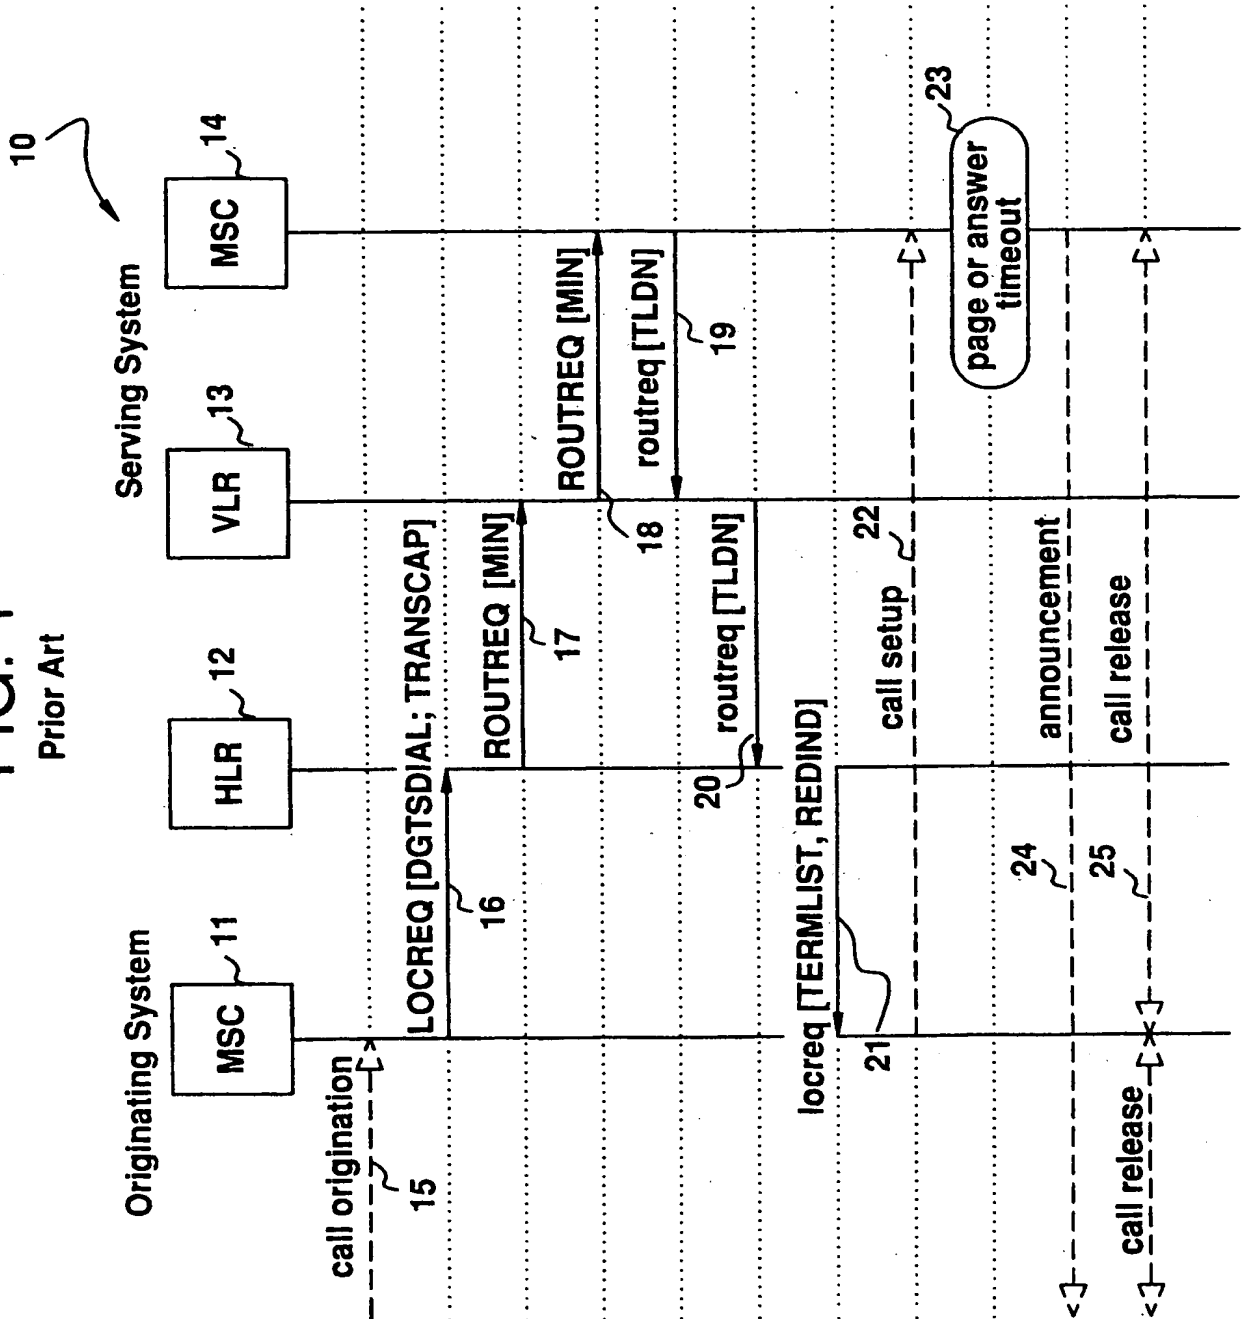 Prior Art
10
Originating System
Serving System
MSC
11
HLR
12
VLR
13
MSC
14
call origination
15
LOCREQ [DGTSDIAL; TRANSCAP]
16
ROUTREQ [MIN]
17
ROUTREQ [MIN]
18
routreq [TLDN]
19
routreq [TLDN]
20
locreq [TERMLIST, REDIND]
21
call setup
22
page or answer
timeout
23
announcement
24
call release
25
call release